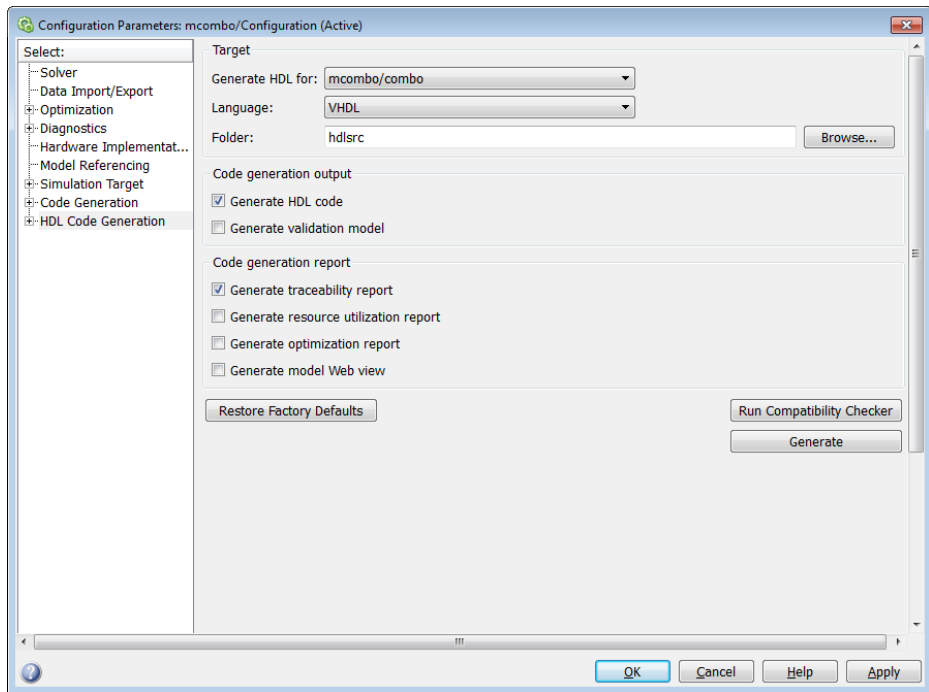 Configuration Parameters: mcombo/Configuration (Active)
Select:
Solver
Data Import/Export
Optimization
Diagnostics
Hardware Implementat...
Model Referencing
Simulation Target
Code Generation
HDL Code Generation
Target
Generate HDL for: mcombo/combo
Language: VHDL
Folder: hdlsrc Browse...
Code generation output
Generate HDL code
Generate validation model
Code generation report
Generate traceability report
Generate resource utilization report
Generate optimization report
Generate model Web view
Restore Factory Defaults Run Compatibility Checker
Generate
OK Cancel Help Apply